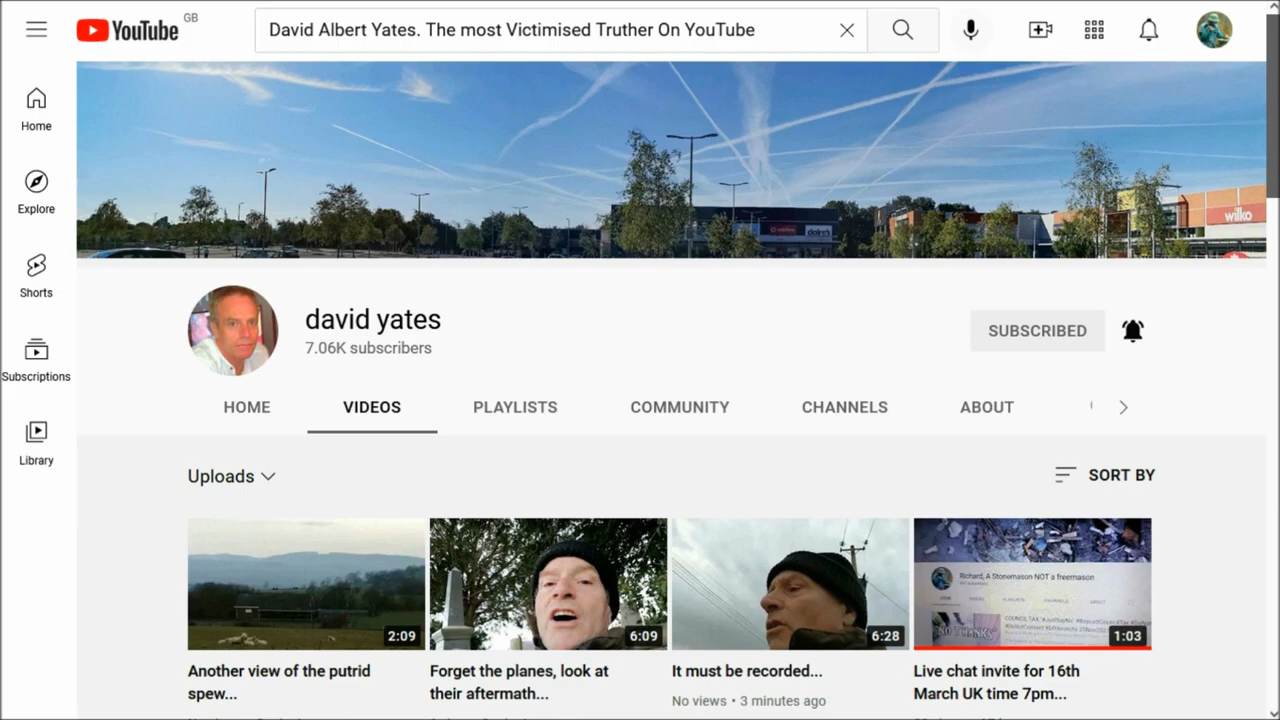 YouTube GB
David Albert Yates. The most Victimised Truther On YouTube
Home
Explore
Shorts
Subscriptions
Library
wilko
david yates
7.06K subscribers
SUBSCRIBED
HOME VIDEOS PLAYLISTS COMMUNITY CHANNELS ABOUT
Uploads
SORT BY
2:09
6:09
6:28
Richard, A Stonemason NOT a freemason
NO THANKS
1:03
Another view of the putrid
spew...
Forget the planes, look at
their aftermath...
It must be recorded...
No views • 3 minutes ago
Live chat invite for 16th
March UK time 7pm...